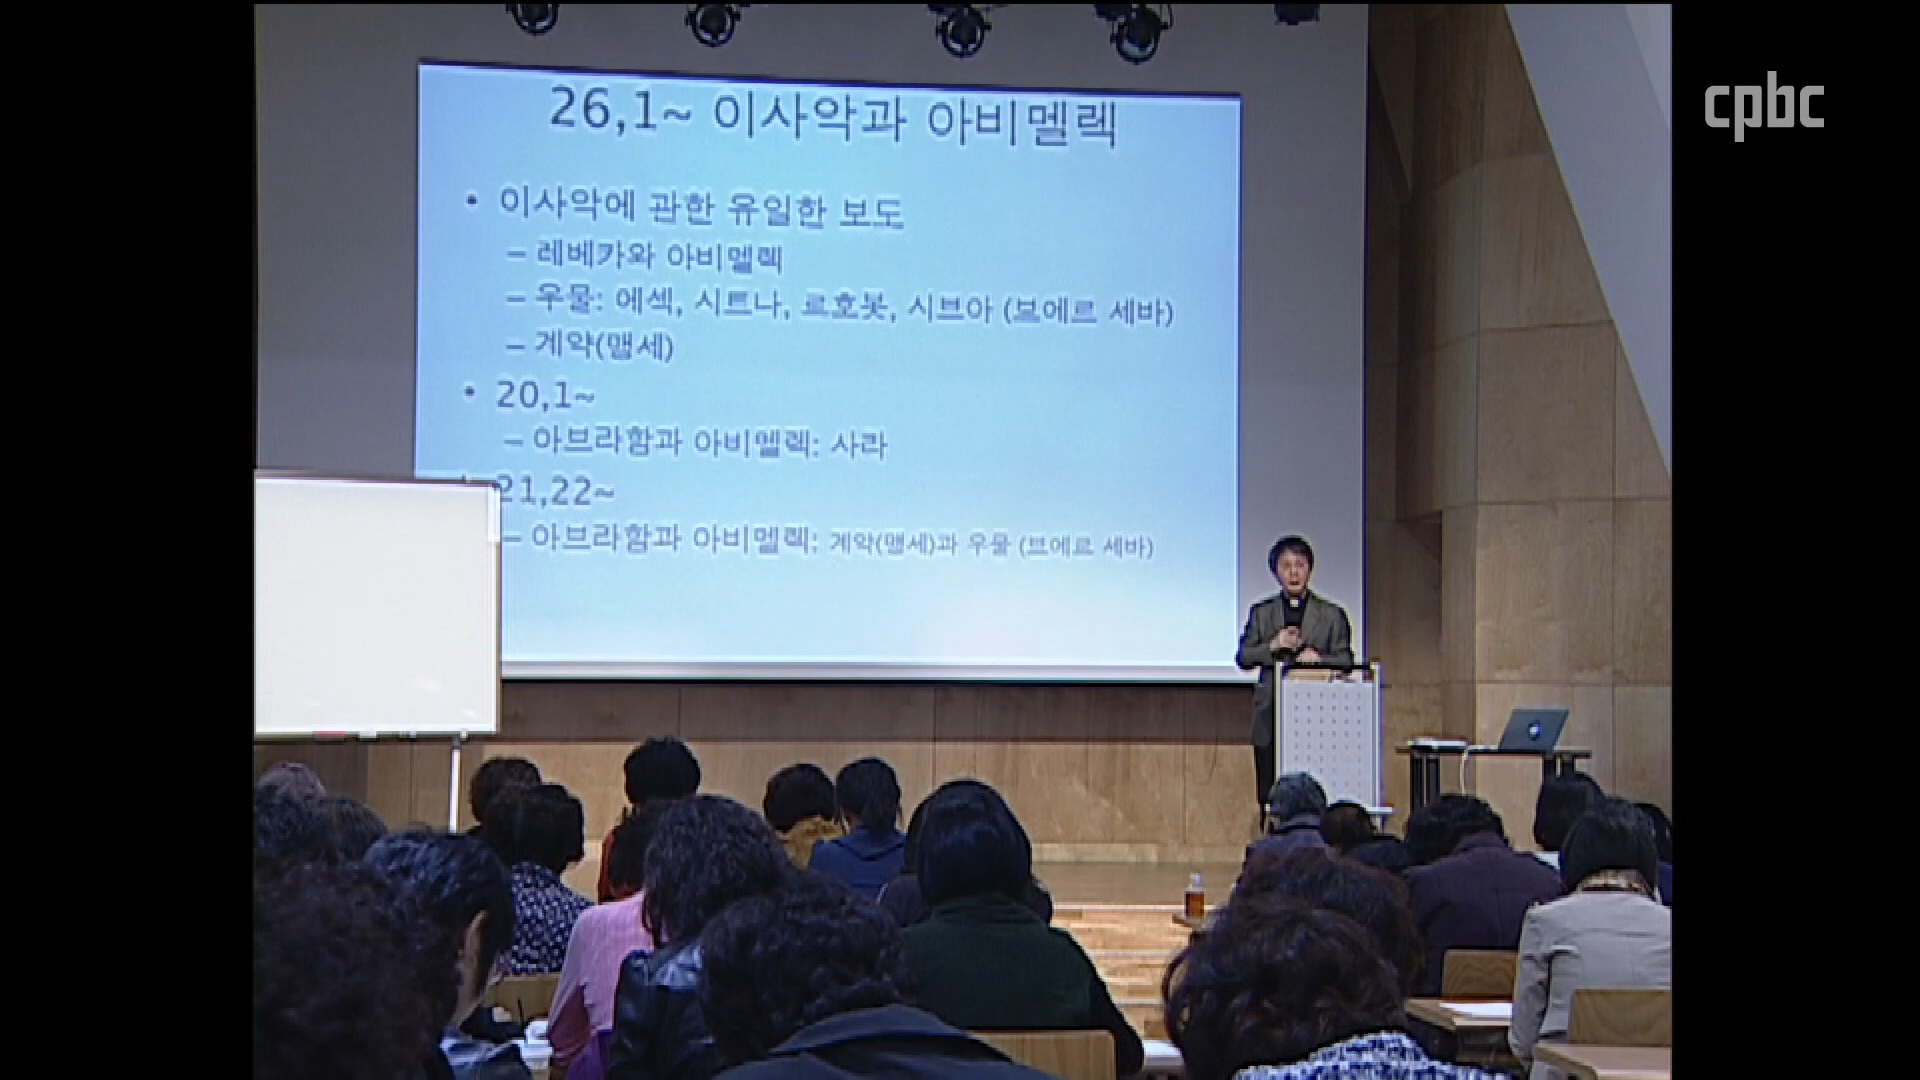 cpbc
26,1~ 이사악과 아비멜렉
• 이사악에 관한 유일한 보도
– 레베카와 아비멜렉
– 우물: 에섹, 시트나, 르호봇, 시브아 (브에르 세바)
– 계약(맹세)
• 20,1~
– 아브라함과 아비멜렉: 사라
21,22~
– 아브라함과 아비멜렉: 계약(맹세)과 우물 (브에르 세바)